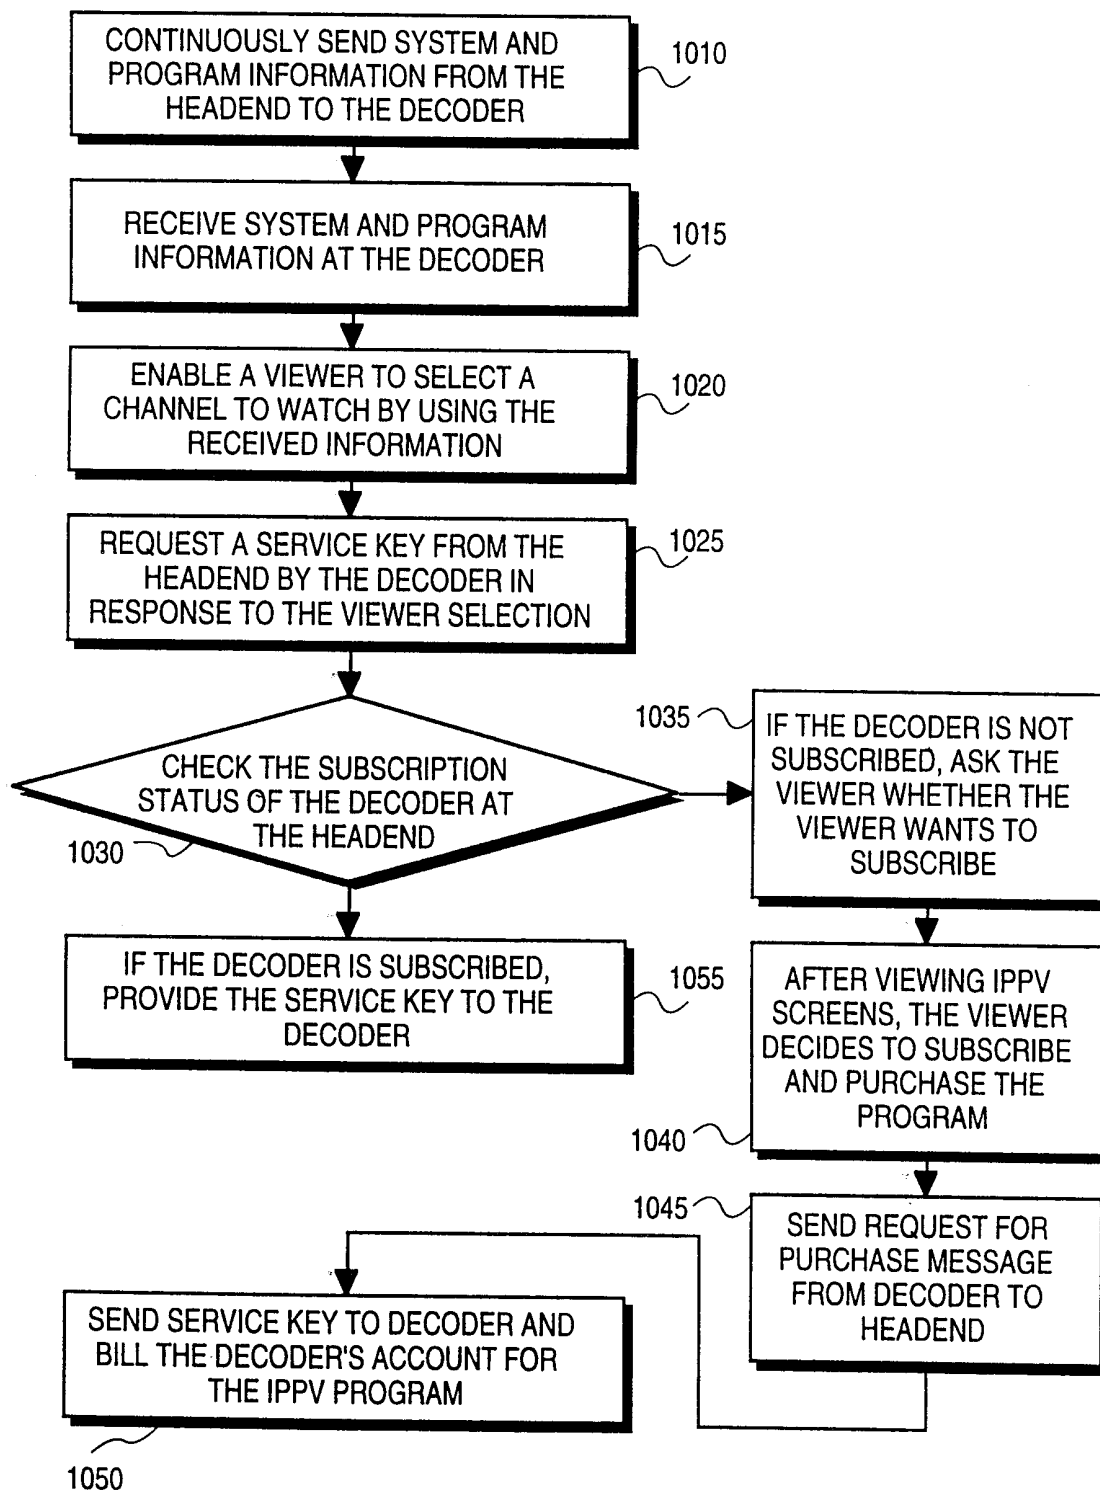 CONTINUOUSLY SEND SYSTEM AND
PROGRAM INFORMATION FROM THE
HEADEND TO THE DECODER
1010
RECEIVE SYSTEM AND PROGRAM
INFORMATION AT THE DECODER
1015
ENABLE A VIEWER TO SELECT A
CHANNEL TO WATCH BY USING THE
RECEIVED INFORMATION
1020
REQUEST A SERVICE KEY FROM THE
HEADEND BY THE DECODER IN
RESPONSE TO THE VIEWER SELECTION
1025
CHECK THE SUBSCRIPTION
STATUS OF THE DECODER AT
THE HEADEND
1030
1035
IF THE DECODER IS NOT
SUBSCRIBED, ASK THE
VIEWER WHETHER THE
VIEWER WANTS TO
SUBSCRIBE
IF THE DECODER IS SUBSCRIBED,
PROVIDE THE SERVICE KEY TO THE
DECODER
1055
AFTER VIEWING IPPV
SCREENS, THE VIEWER
DECIDES TO SUBSCRIBE
AND PURCHASE THE
PROGRAM
1040
1045
SEND REQUEST FOR
PURCHASE MESSAGE
FROM DECODER TO
HEADEND
SEND SERVICE KEY TO DECODER AND
BILL THE DECODER'S ACCOUNT FOR
THE IPPV PROGRAM
1050